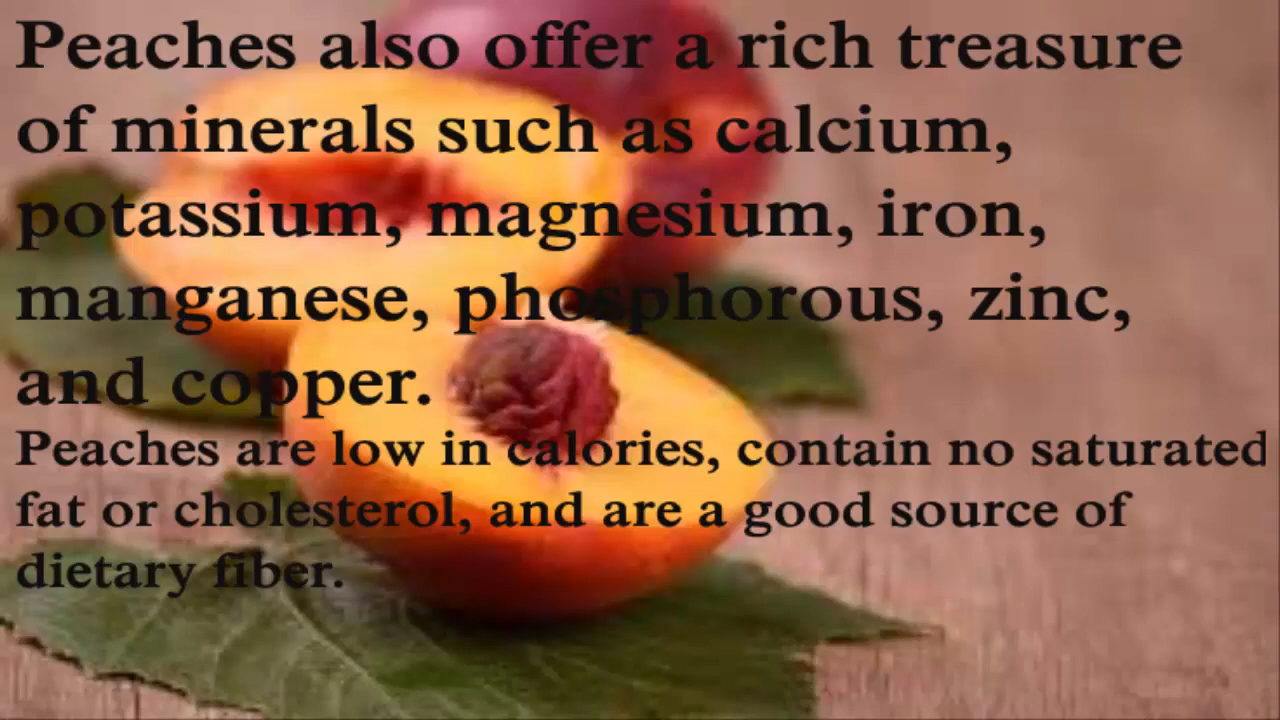 Peaches also offer a rich treasure
of minerals such as calcium,
potassium, magnesium, iron,
manganese, phosphorous, zinc,
and copper.
Peaches are low in calories, contain no saturated
fat or cholesterol, and are a good source of
dietary fiber.